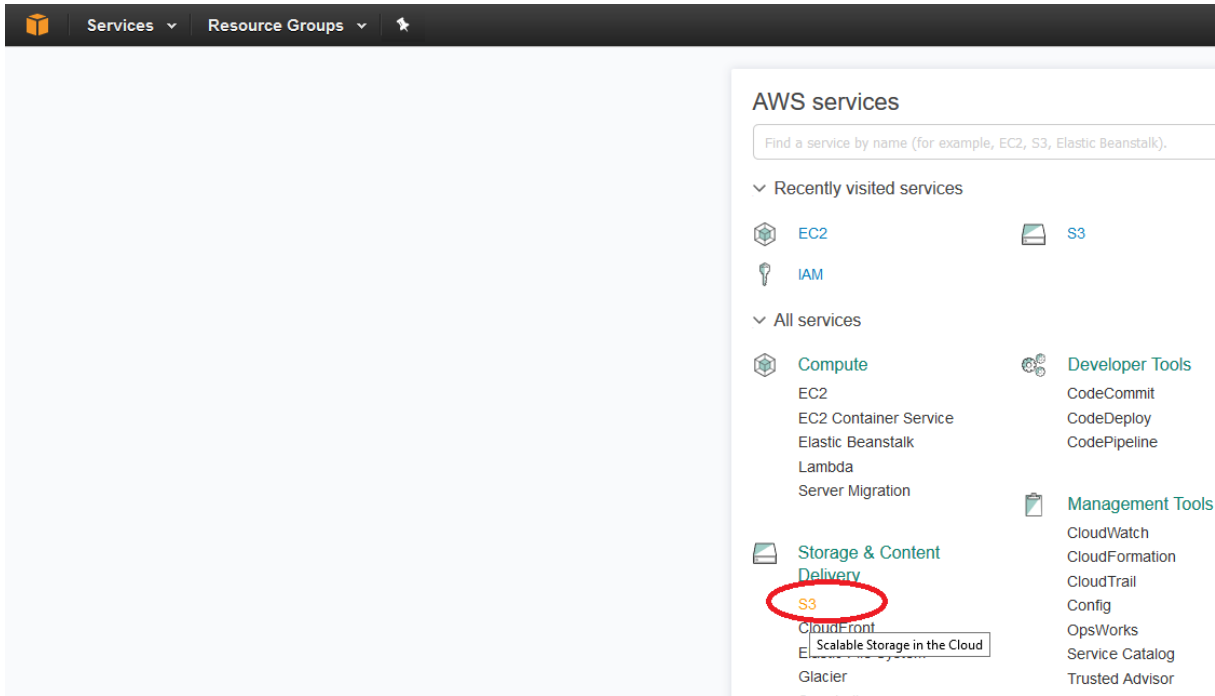 Services Resource Groups
AWS services
Find a service by name (for example, EC2, S3, Elastic Beanstalk).
Recently visited services
EC2 S3
IAM
All services
Compute
EC2
EC2 Container Service
Elastic Beanstalk
Lambda
Server Migration
Developer Tools
CodeCommit
CodeDeploy
CodePipeline
Storage & Content
Delivery
S3
CloudFront
Scalable Storage in the Cloud
Glacier
Management Tools
CloudWatch
CloudFormation
CloudTrail
Config
OpsWorks
Service Catalog
Trusted Advisor